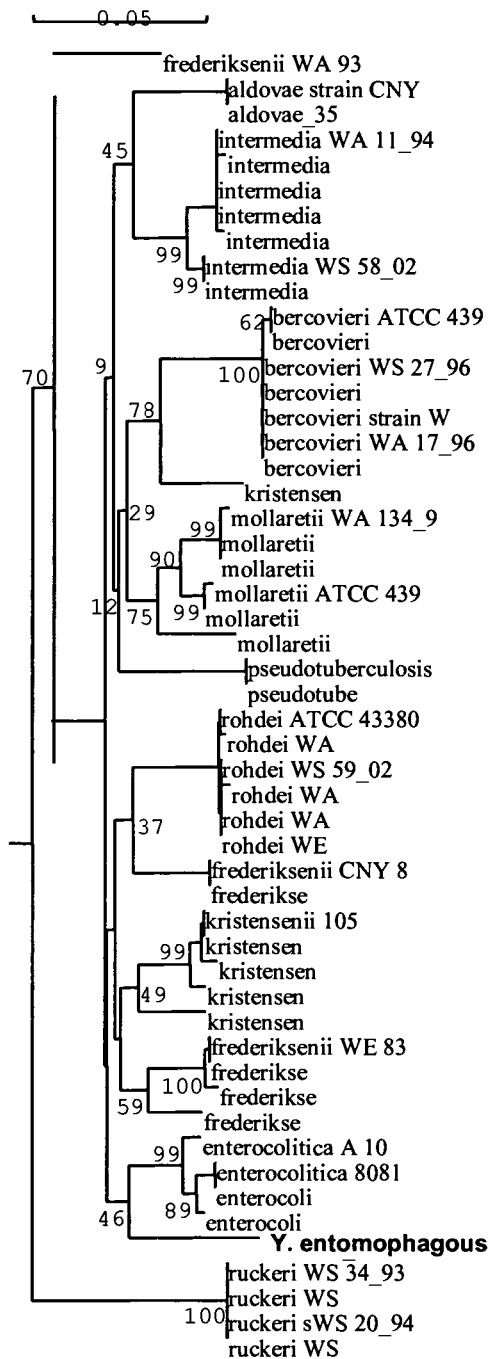 0.05
frederiksenii WA 93
aldovae strain CNY
aldovae_35
45
intermedia WA 11_94
intermedia
intermedia
intermedia
intermedia
99
intermedia WS 58_02
99
intermedia
62
bercovieri ATCC 439
bercovieri
9
bercovieri WS 27_96
70
100
bercovieri
78
bercovieri strain W
bercovieri WA 17_96
bercovieri
kristensen
29
mollaretii WA 134_9
99
mollaretii
90
mollaretii
mollaretii ATCC 439
12
75
99
mollaretii
mollaretii
pseudotuberculosis
pseudotube
rohdei ATCC 43380
rohdei WA
rohdei WS 59_02
rohdei WA
37
rohdei WA
rohdei WE
frederiksenii CNY 8
frederikse
kristensenii 105
99
kristensen
kristensen
49
kristensen
kristensen
frederiksenii WE 83
100
frederikse
frederikse
59
frederikse
enterocolitica A 10
99
enterocolitica 8081
enterocoli
46
89
enterocoli
Y. entomophagous
ruckeri WS_34_93
ruckeri WS
100
ruckeri sWS 20_94
ruckeri WS